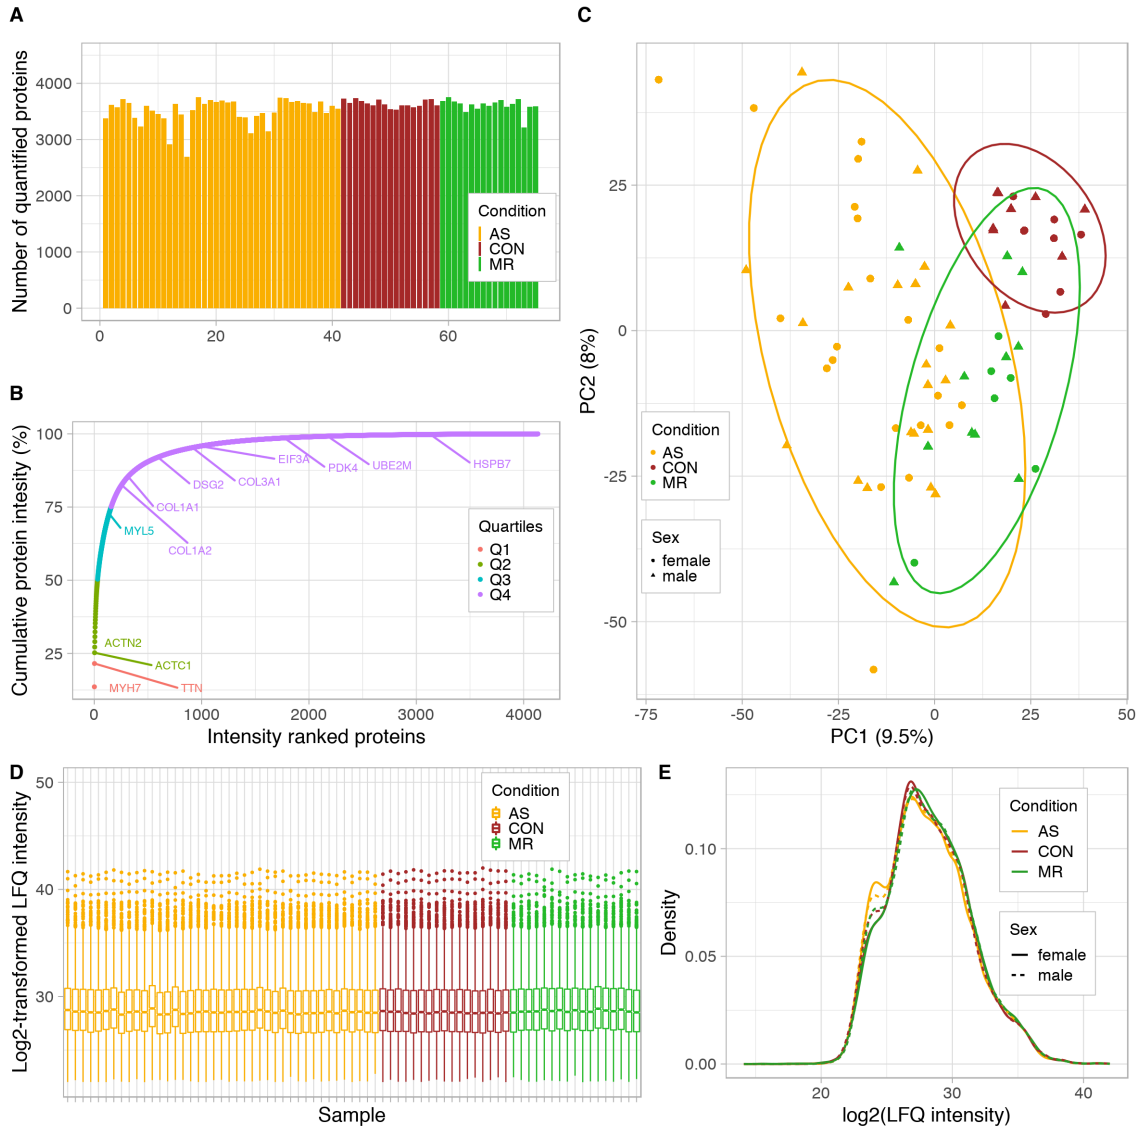 A
Number of quantified proteins
4000
3000
2000
1000
0
0
20
40
60
Condition
AS
CON
MR
B
Cumulative protein intesity (%)
100
75
50
25
0
1000
2000
3000
4000
Intensity ranked proteins
EIF3A
PDK4
UBE2M
HSPB7
DSG2
COL3A1
COL1A1
MYL5
COL1A2
ACTN2
ACTC1
MYH7
TTN
Quartiles
Q1
Q2
Q3
Q4
C
PC2 (8%)
25
0
-25
-50
-75
-50
-25
0
25
50
PC1 (9.5%)
Condition
AS
CON
MR
Sex
female
male
D
Log2-transformed LFQ intensity
50
40
30
Sample
Condition
AS
CON
MR
E
Density
0.10
0.05
0.00
20
30
40
log2(LFQ intensity)
Condition
AS
CON
MR
Sex
female
male